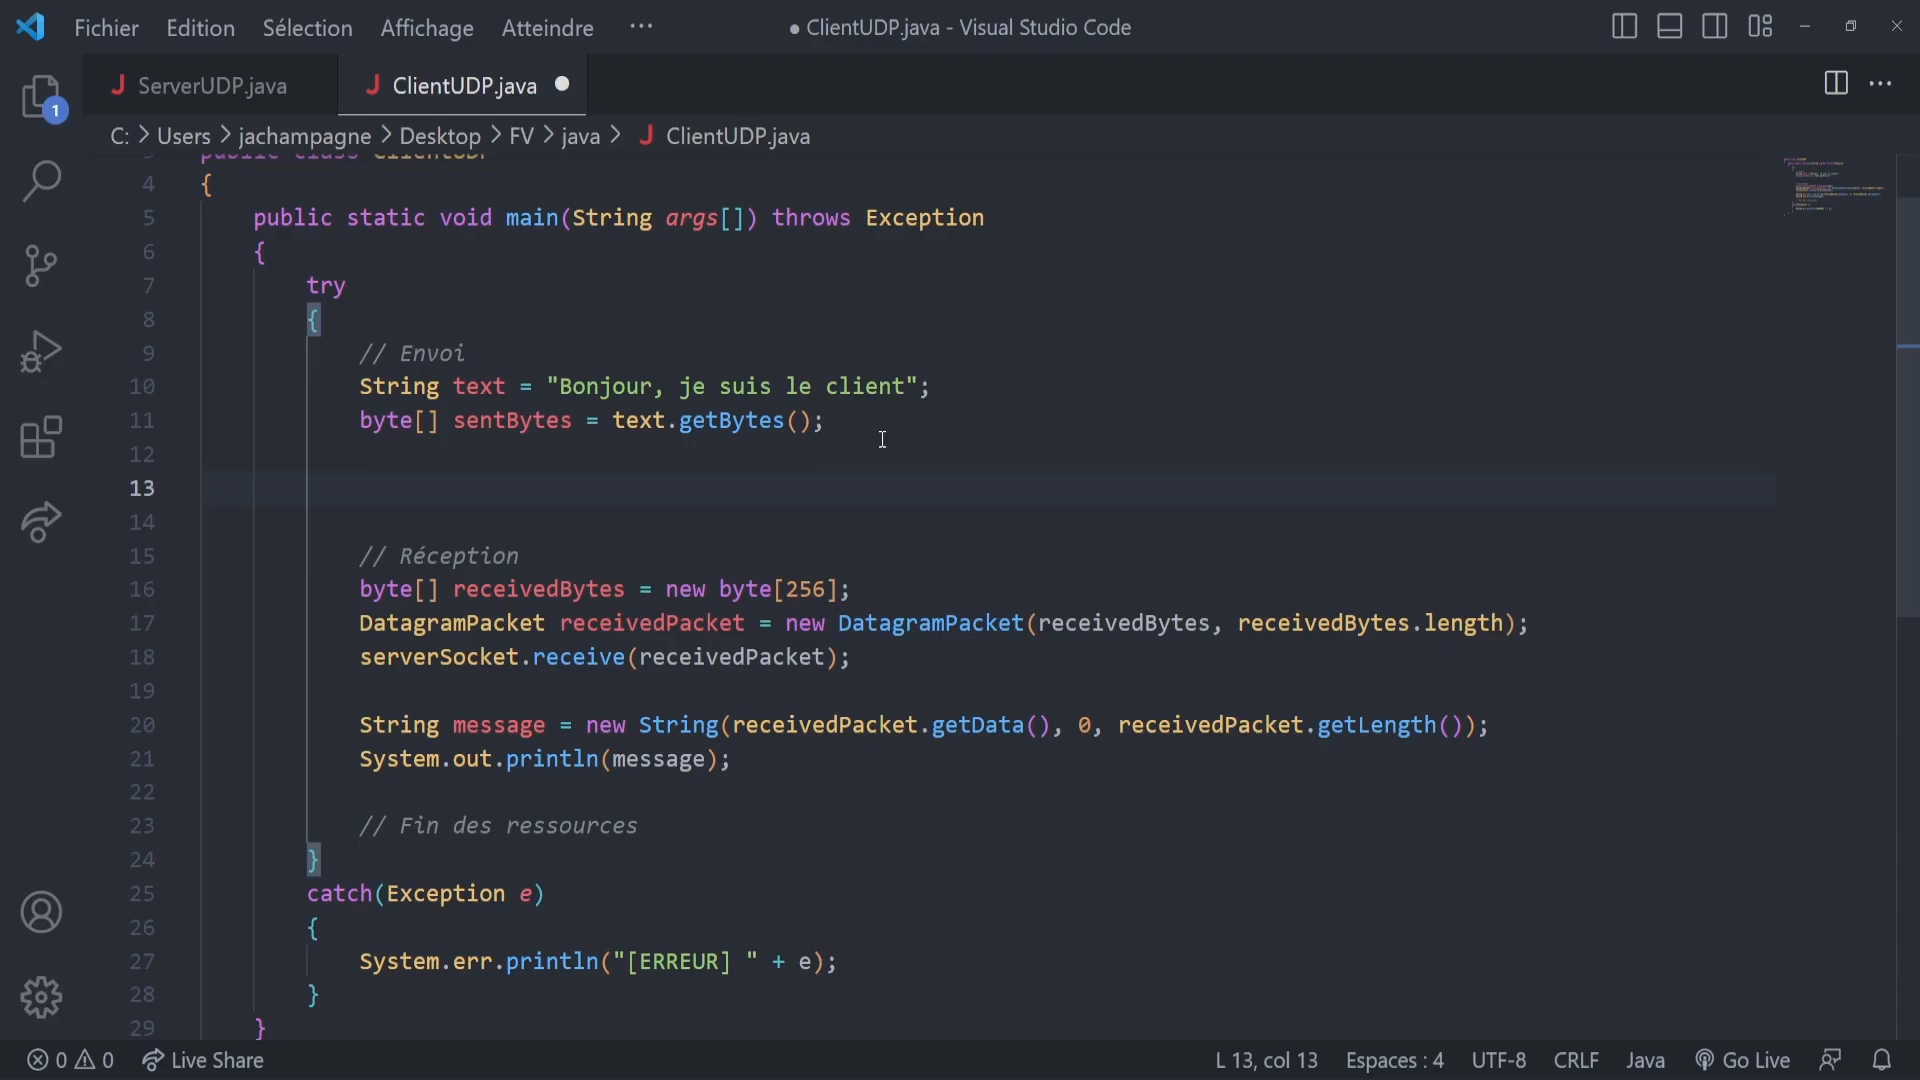 Fichier Edition Sélection Affichage Atteindre ··· ● ClientUDP.java - Visual Studio Code
J ServerUDP.java J ClientUDP.java ●
1
C: > Users > jachampagne > Desktop > FV > java > J ClientUDP.java
3 public class ClientUDP
4 {
5 public static void main(String args[]) throws Exception
6 {
7 try
8 {
9 // Envoi
10 String text = "Bonjour, je suis le client";
11 byte[] sentBytes = text.getBytes();
12
13
14
15 // Réception
16 byte[] receivedBytes = new byte[256];
17 DatagramPacket receivedPacket = new DatagramPacket(receivedBytes, receivedBytes.length);
18 serverSocket.receive(receivedPacket);
19
20 String message = new String(receivedPacket.getData(), 0, receivedPacket.getLength());
21 System.out.println(message);
22
23 // Fin des ressources
24 }
25 catch(Exception e)
26 {
27 System.err.println("[ERREUR] " + e);
28 }
29 }
0 0 Live Share L 13, col 13 Espaces : 4 UTF-8 CRLF Java Go Live